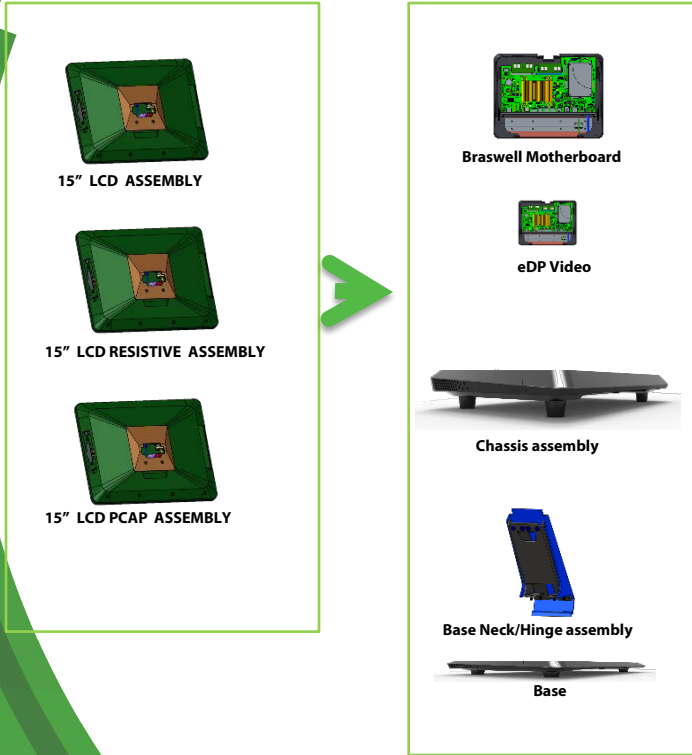 15” LCD ASSEMBLY
15” LCD RESISTIVE ASSEMBLY
15” LCD PCAP ASSEMBLY
Braswell Motherboard
eDP Video
Chassis assembly
Base Neck/Hinge assembly
Base